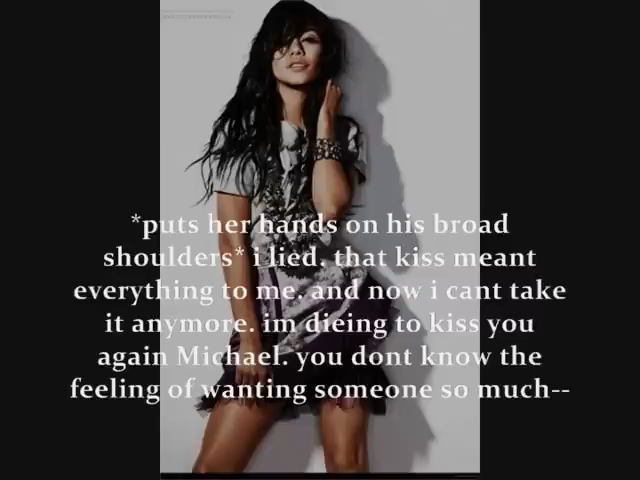 *puts her hands on his broad
shoulders* i lied. that kiss meant
everything to me. and now i cant take
it anymore. im dieing to kiss you
again Michael. you dont know the
feeling of wanting someone so much--